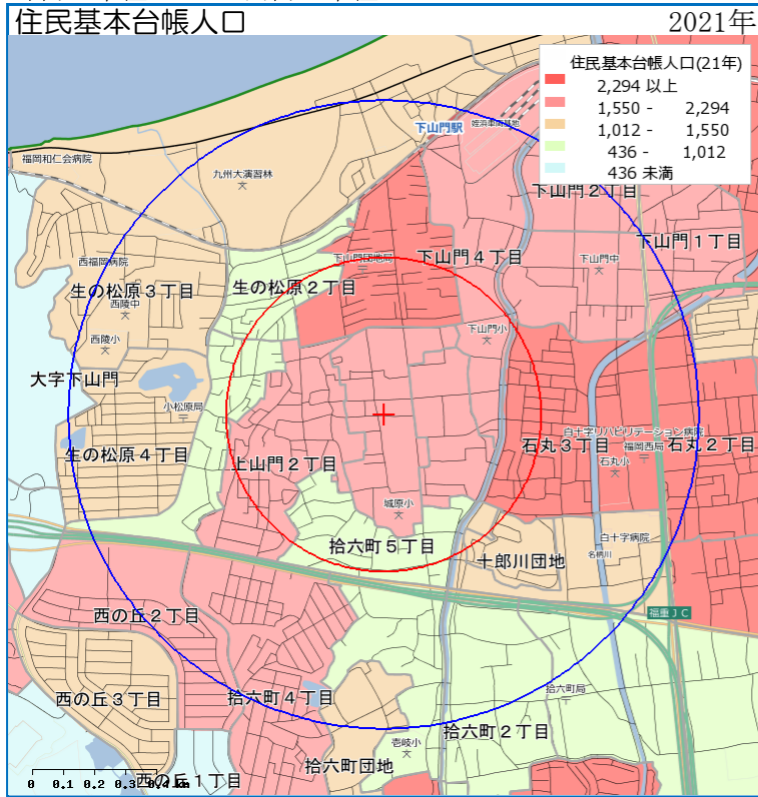 住民基本台帳人口
2021年
住民基本台帳人口(21年)
2,294 以上
1,550 - 2,294
1,012 - 1,550
436 - 1,012
436 未満
下山門駅
福岡和仁会病院
九州大演習林
下山門2丁目
下山門団地局
下山門4丁目
下山門中
下山門1丁目
西福岡病院
生の松原2丁目
生の松原3丁目
西陵中
下山門小
西陵小
大字下山門
小松原局
白十字リハビリテーション病院
石丸3丁目
福岡西局
石丸2丁目
生の松原4丁目
上山門2丁目
石丸小
城原小
拾六町5丁目
白十字病院
十郎川団地
名柄川
西の丘2丁目
福重JC
西の丘3丁目
拾六町4丁目
拾六町局
拾六町2丁目
壱岐小
拾六町団地
西の丘1丁目
0 0.1 0.2 0.3 0.4 km